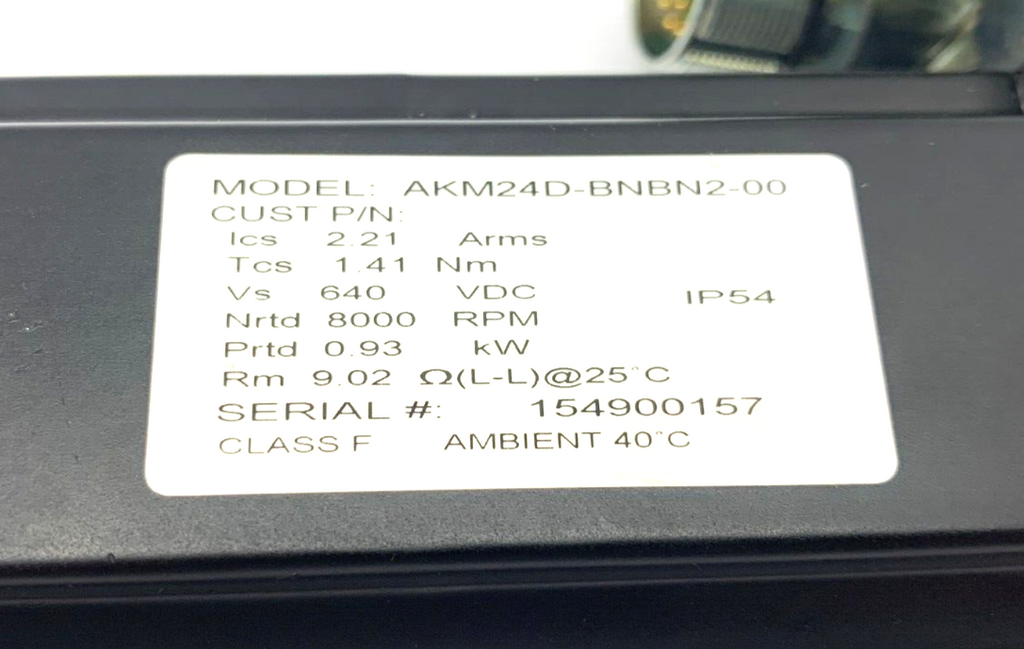 MODEL: AKM24D-BNBN2-00
CUST P/N:
Ics 2.21 Arms
Tcs 1.41 Nm
Vs 640 VDC IP54
Nrtd 8000 RPM
Prtd 0.93 kW
Rm 9.02 Ω(L-L)@25°C
SERIAL #: 154900157
CLASS F AMBIENT 40°C